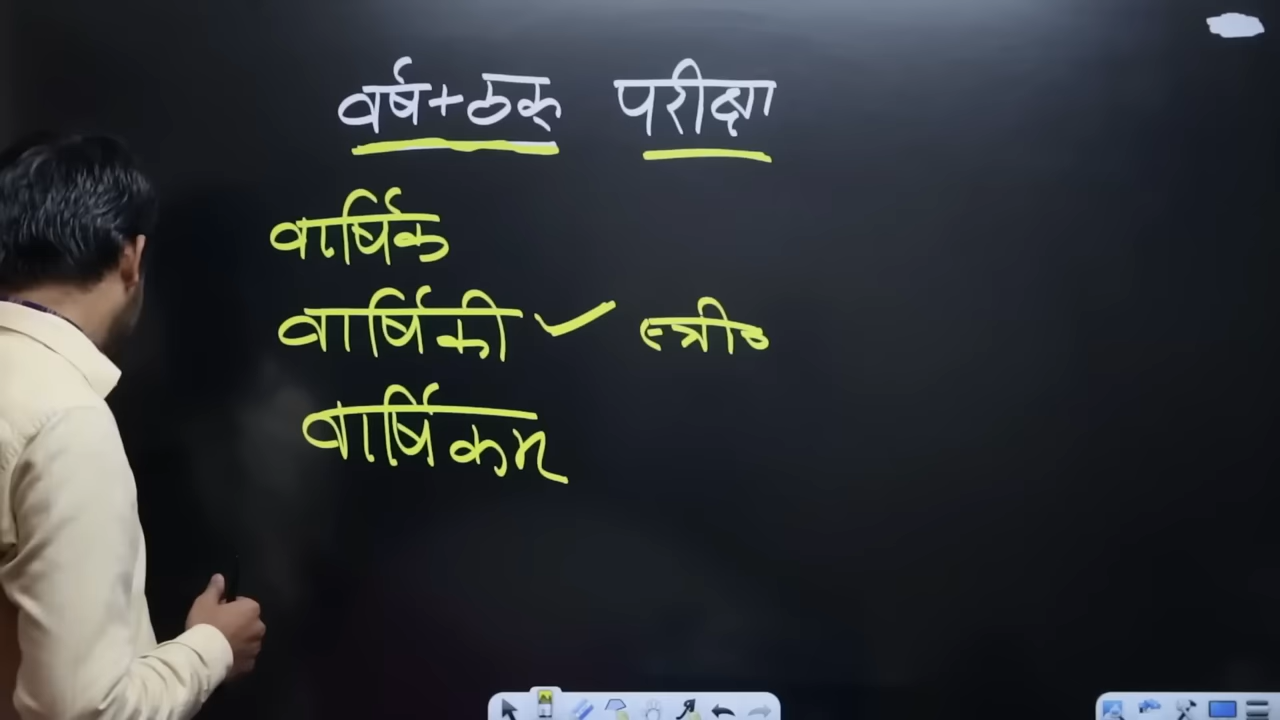 वर्ष+ठक् परीक्षा
वार्षिक
वार्षिकी स्त्री०
वार्षिकम्